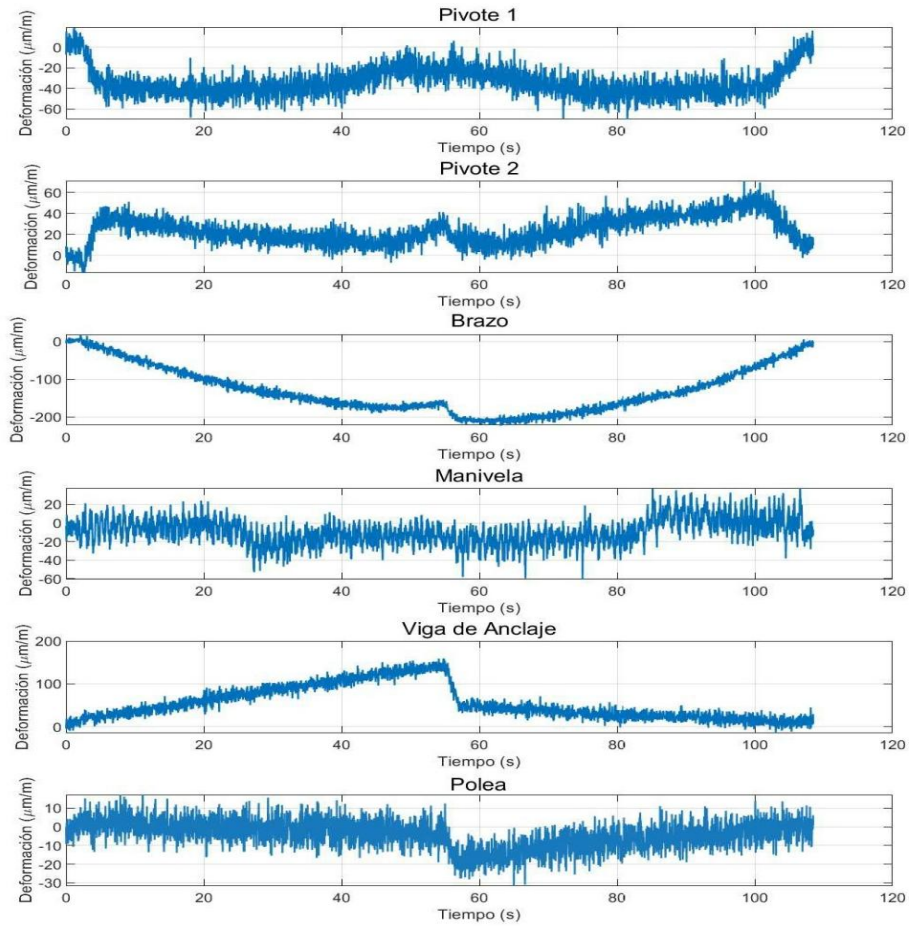 Pivote 1
Deformación (μm/m)
0
-20
-40
-60
0 20 40 60 80 100 120
Tiempo (s)
Pivote 2
Deformación (μm/m)
60
40
20
0
0 20 40 60 80 100 120
Tiempo (s)
Brazo
Deformación (μm/m)
0
-100
-200
0 20 40 60 80 100 120
Tiempo (s)
Manivela
Deformación (μm/m)
20
0
-20
-40
-60
0 20 40 60 80 100 120
Tiempo (s)
Viga de Anclaje
Deformación (μm/m)
200
100
0
0 20 40 60 80 100 120
Tiempo (s)
Polea
Deformación (μm/m)
10
0
-10
-20
-30
0 20 40 60 80 100 120
Tiempo (s)